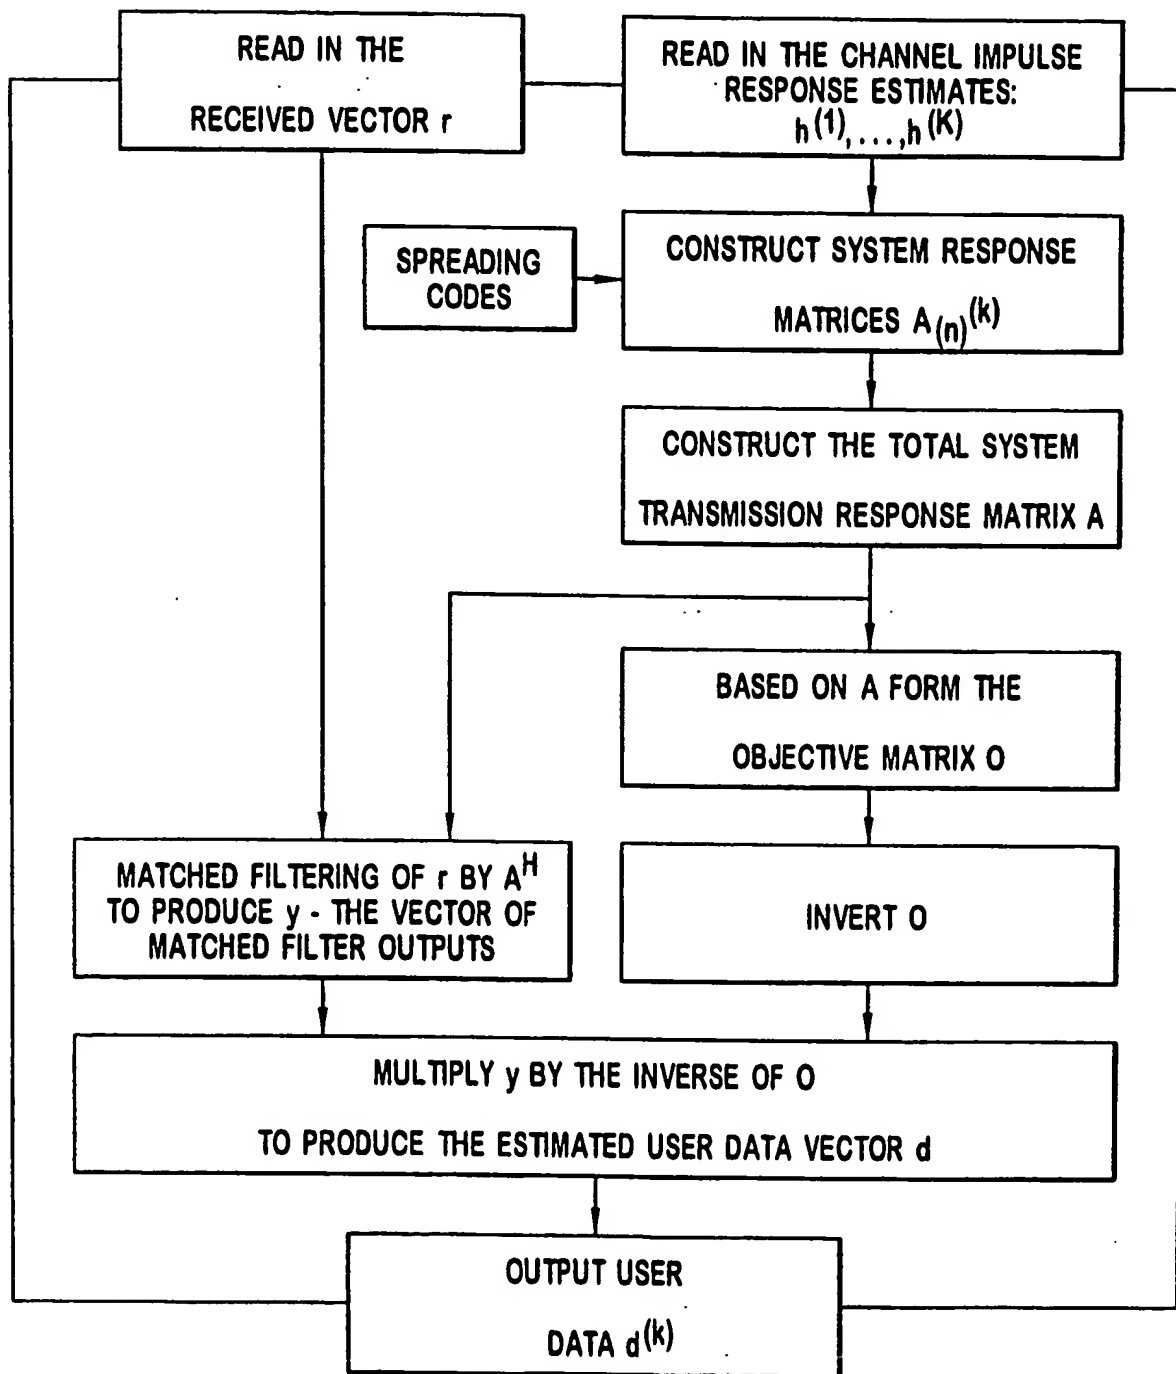 READ IN THE
RECEIVED VECTOR r
READ IN THE CHANNEL IMPULSE
RESPONSE ESTIMATES:
h(1),...,h(K)
SPREADING
CODES
CONSTRUCT SYSTEM RESPONSE
MATRICES A(n)(k)
CONSTRUCT THE TOTAL SYSTEM
TRANSMISSION RESPONSE MATRIX A
BASED ON A FORM THE
OBJECTIVE MATRIX O
MATCHED FILTERING OF r BY AH
TO PRODUCE y - THE VECTOR OF
MATCHED FILTER OUTPUTS
INVERT O
MULTIPLY y BY THE INVERSE OF O
TO PRODUCE THE ESTIMATED USER DATA VECTOR d
OUTPUT USER
DATA d(k)